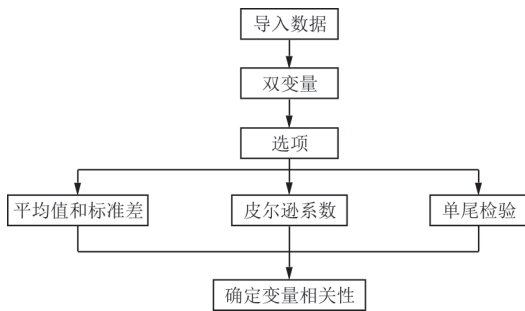 导入数据
双变量
选项
平均值和标准差
皮尔逊系数
单尾检验
确定变量相关性